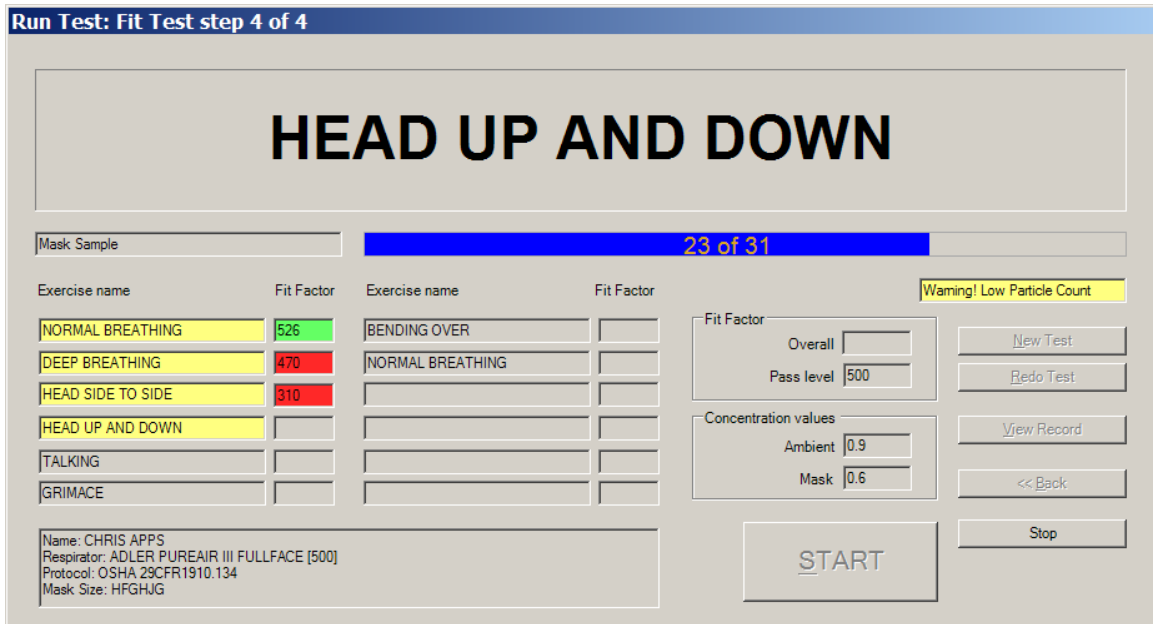 Run Test: Fit Test step 4 of 4
HEAD UP AND DOWN
Mask Sample
23 of 31
Exercise name Fit Factor Exercise name Fit Factor
Warning! Low Particle Count
NORMAL BREATHING 526 BENDING OVER
DEEP BREATHING 470 NORMAL BREATHING
HEAD SIDE TO SIDE 310
HEAD UP AND DOWN
TALKING
GRIMACE
Fit Factor
Overall
Pass level 500
Concentration values
Ambient 0.9
Mask 0.6
New Test
Redo Test
View Record
<< Back
Stop
START
Name: CHRIS APPS
Respirator: ADLER PUREAIR III FULLFACE [500]
Protocol: OSHA 29CFR1910.134
Mask Size: HFGHJG